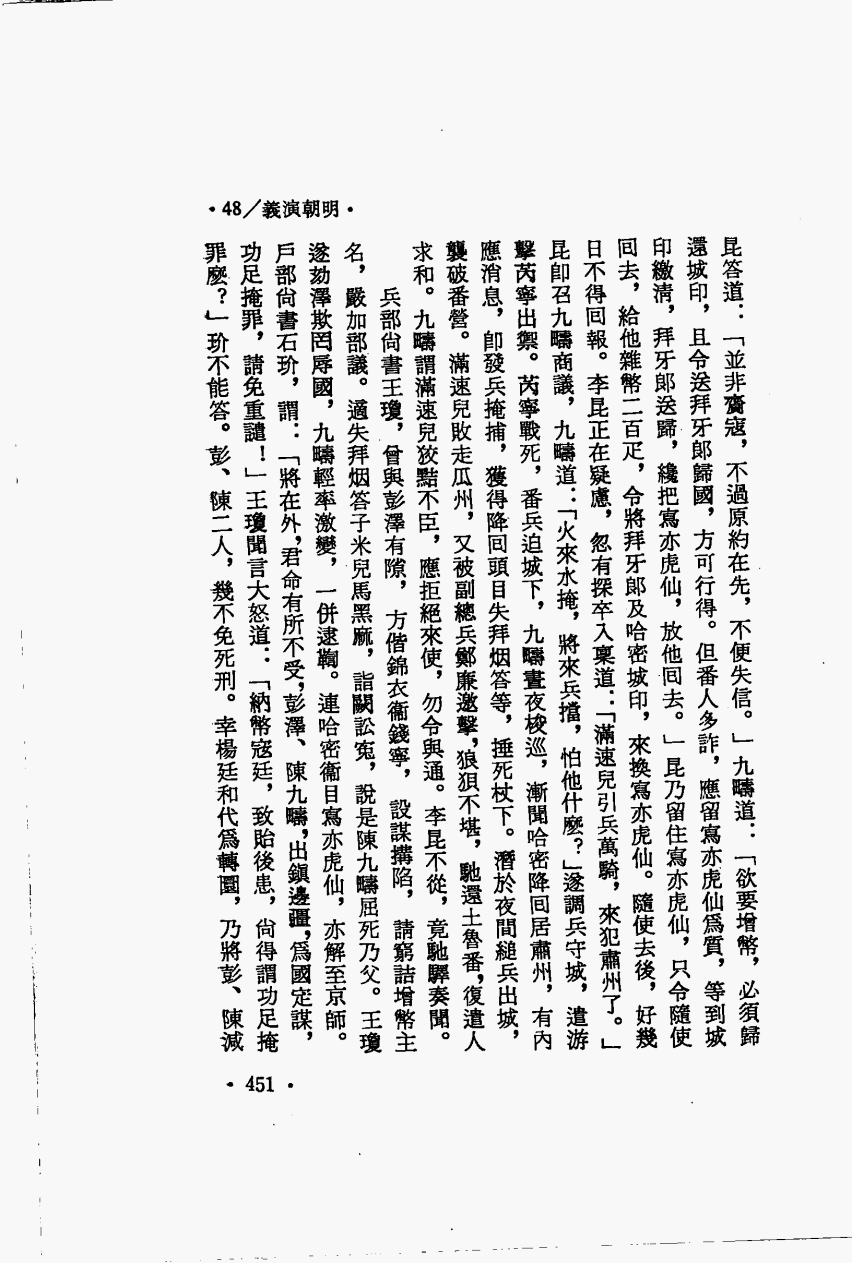 •48／義演朝明•
昆答道：「並非齎寇，不過原約在先，不便失信。」九疇道：「欲要增幣，必須歸
還城印，且令送拜牙郎歸國，方可行得。但番人多詐，應留寫亦虎仙爲質，等到城
印繳清，拜牙郎送歸，纔把寫亦虎仙，放他回去。」昆乃留住寫亦虎仙，只令隨使
回去，給他雜幣二百疋，令將拜牙郎及哈密城印，來換寫亦虎仙。隨使去後，好幾
日不得回報。李昆正在疑慮，忽有探卒入稟道：「滿速兒引兵萬騎，來犯肅州了。」
昆卽召九疇商議，九疇道：「火來水掩，將來兵擋，怕他什麼？」遂調兵守城，遣游
擊芮寧出禦。芮寧戰死，番兵迫城下，九疇晝夜梭巡，漸聞哈密降回居肅州，有內
應消息，卽發兵掩捕，獲得降回頭目失拜烟答等，捶死杖下。潛於夜間縋兵出城，
襲破番營。滿速兒敗走瓜州，又被副總兵鄭廉邀擊，狼狽不堪，馳還土魯番，復遣人
求和。九疇謂滿速兒狡黠不臣，應拒絕來使，勿令與通。李昆不從，竟馳驛奏聞。
兵部尙書王瓊，曾與彭澤有隙，方偕錦衣衞錢寧，設謀搆陷，請窮詰增幣主
名，嚴加部議。適失拜烟答子米兒馬黑麻，詣闕訟寃，說是陳九疇屈死乃父。王瓊
遂劾澤欺罔辱國，九疇輕率激變，一併逮鞫。連哈密衞目寫亦虎仙，亦解至京師。
戶部尙書石玠，謂：「將在外，君命有所不受，彭澤、陳九疇，出鎭邊疆，爲國定謀，
功足掩罪，請免重譴！」王瓊聞言大怒道：「納幣寇廷，致貽後患，尙得謂功足掩
罪麼？」玠不能答。彭、陳二人，幾不免死刑。幸楊廷和代爲轉圜，乃將彭、陳減
•451•